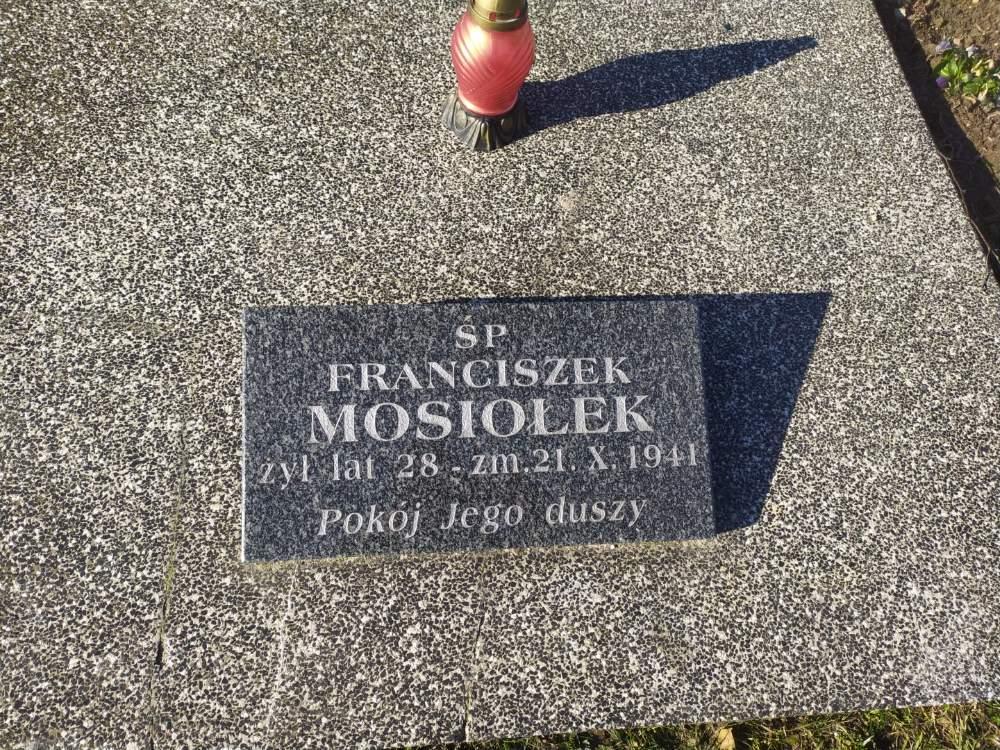 ŚP
FRANCISZEK
MOSIOŁEK
żył lat 28 - zm. 21. X. 1941
Pokój Jego duszy